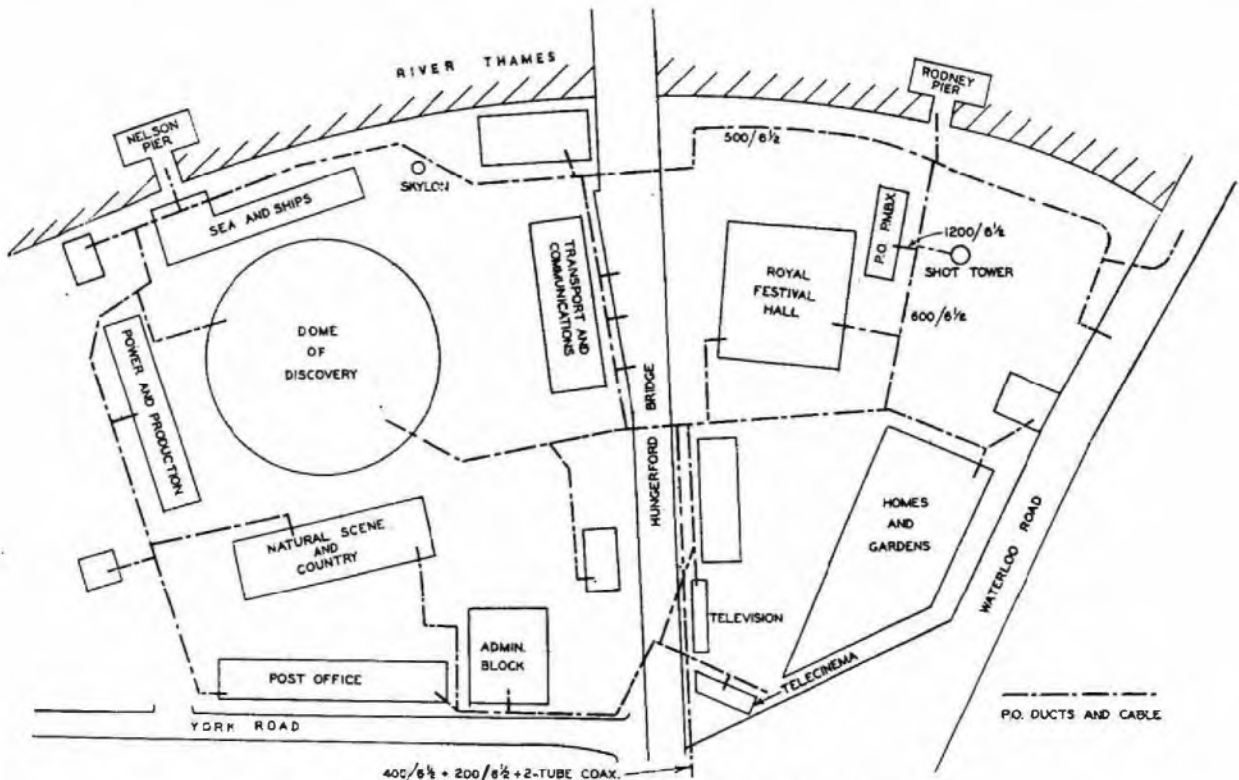 RIVER THAMES
NELSON
PIER
RODNEY
PIER
500/6½
SKYLON
SEA AND SHIPS
P.O. P.M.B.X
1200/6½
SHOT TOWER
TRANSPORT AND
COMMUNICATIONS
ROYAL
FESTIVAL
HALL
600/6½
DOME
OF
DISCOVERY
POWER AND PRODUCTION
HUNGERFORD BRIDGE
NATURAL SCENE
AND
COUNTRY
HOMES
AND
GARDENS
WATERLOO ROAD
TELEVISION
ADMIN.
BLOCK
POST OFFICE
TELECINEMA
P.O. DUCTS AND CABLE
YORK ROAD
400/6½ + 200/6½ + 2-TUBE COAX.